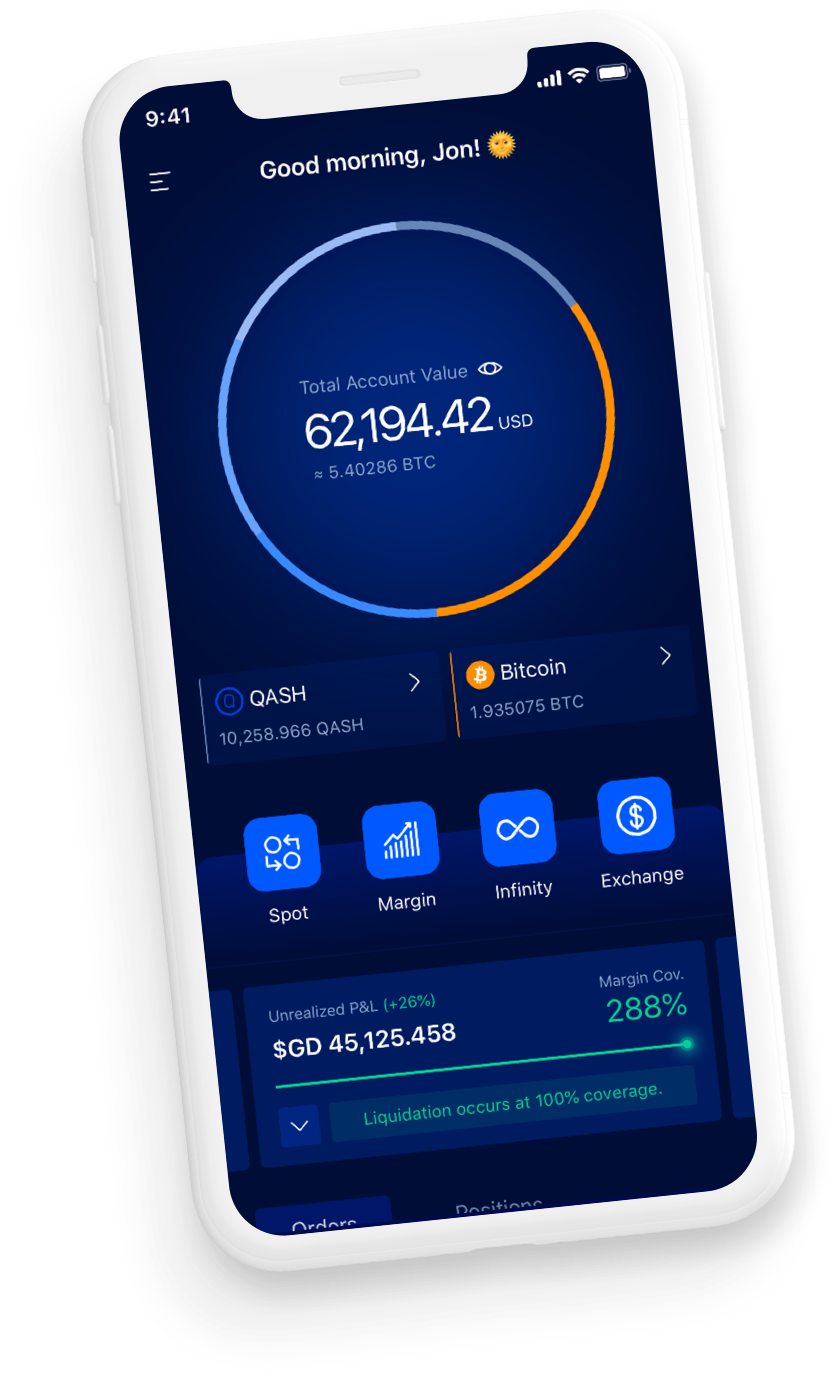 9:41
Good morning, Jon!
Total Account Value
62,194.42 USD
≈ 5.40286 BTC
QASH
10,258.966 QASH
Bitcoin
1.935075 BTC
Spot
Margin
Infinity
Exchange
Unrealized P&L (+26%)
$GD 45,125.458
Margin Cov.
288%
Liquidation occurs at 100% coverage.
Orders
Positions